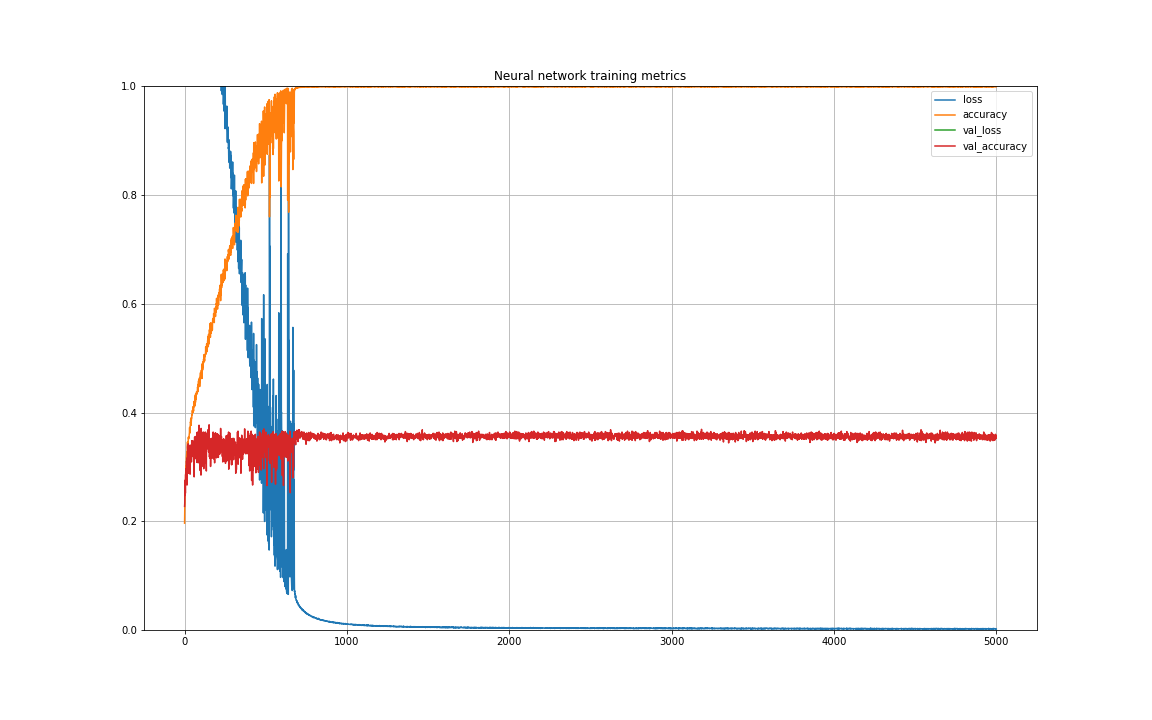 Neural network training metrics
1.0
0.8
0.6
0.4
0.2
0.0
loss
accuracy
val_loss
val_accuracy
0 1000 2000 3000 4000 5000